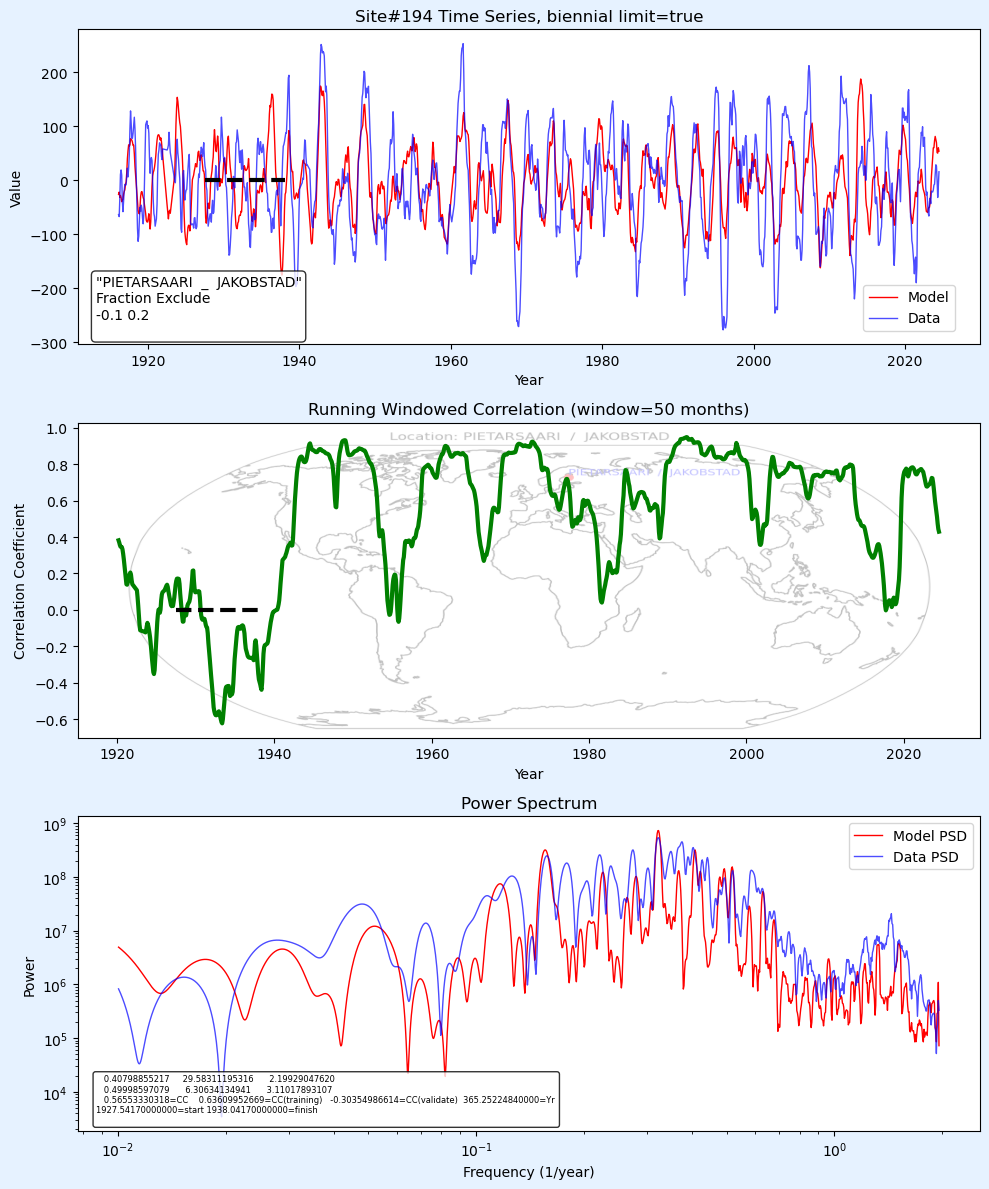 Site#194 Time Series, biennial limit=true
Value
200
100
0
−100
−200
−300
"PIETARSAARI _ JAKOBSTAD"
Fraction Exclude
-0.1 0.2
Model
Data
1920 1940 1960 1980 2000 2020
Year
Running Windowed Correlation (window=50 months)
Correlation Coefficient
1.0
0.8
0.6
0.4
0.2
0.0
−0.2
−0.4
−0.6
Location: PIETARSAARI / JAKOBSTAD
PIETARSAARI JAKOBSTAD
1920 1940 1960 1980 2000 2020
Year
Power Spectrum
Power
10⁹
10⁸
10⁷
10⁶
10⁵
10⁴
Model PSD
Data PSD
0.40798855217 29.58311195316 2.19929047620
0.49998597079 6.30634134941 3.11017893107
0.56553330318=CC 0.63609952669=CC(training) -0.30354986614=CC(validate) 365.25224840000=Yr
1927.54170000000=start 1938.04170000000=finish
10⁻² 10⁻¹ 10⁰
Frequency (1/year)